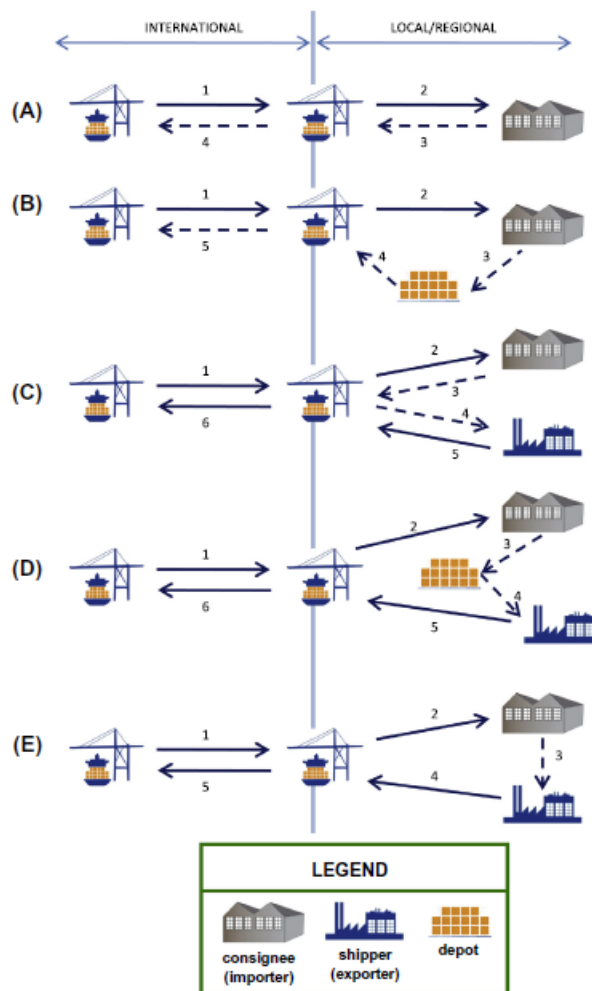 INTERNATIONAL LOCAL/REGIONAL
(A)
1 2
4 3
(B)
1 2
5 4 3
(C)
1 2
3
6 4
5
(D)
1 2
3
6 5 4
(E)
1 2
3
5 4
LEGEND
consignee shipper depot
(importer) (exporter)